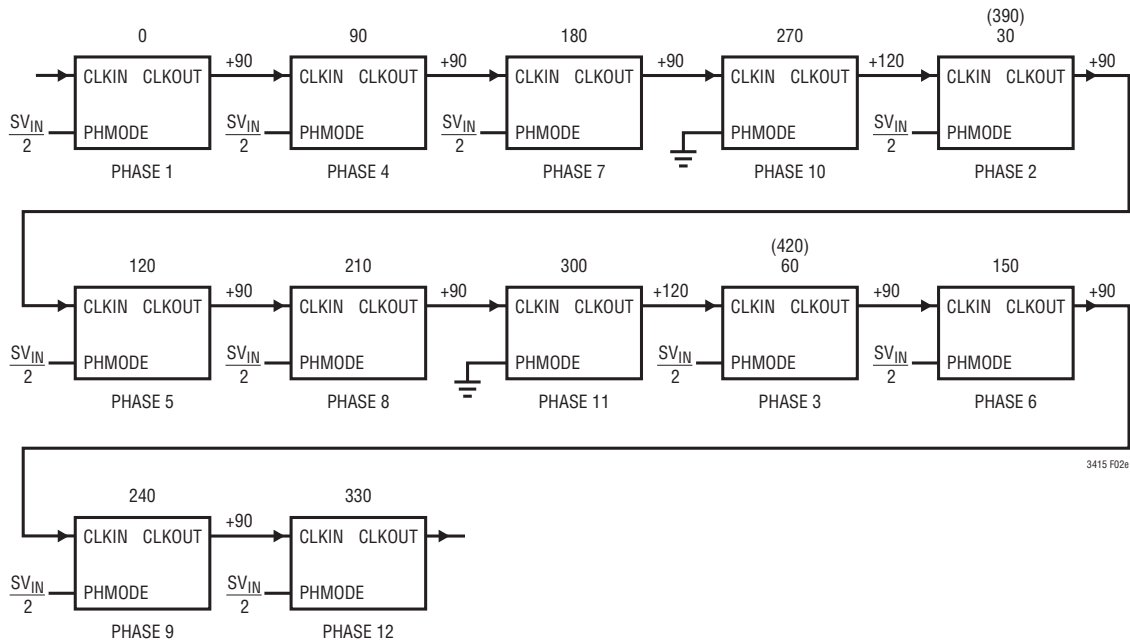 (390)
0 90 180 270 30
CLKIN CLKOUT +90 CLKIN CLKOUT +90 CLKIN CLKOUT +90 CLKIN CLKOUT +120 CLKIN CLKOUT +90
SVIN/2 PHMODE SVIN/2 PHMODE SVIN/2 PHMODE PHMODE SVIN/2 PHMODE
PHASE 1 PHASE 4 PHASE 7 PHASE 10 PHASE 2
(420)
120 210 300 60 150
CLKIN CLKOUT +90 CLKIN CLKOUT +90 CLKIN CLKOUT +120 CLKIN CLKOUT +90 CLKIN CLKOUT +90
SVIN/2 PHMODE SVIN/2 PHMODE PHMODE SVIN/2 PHMODE SVIN/2 PHMODE
PHASE 5 PHASE 8 PHASE 11 PHASE 3 PHASE 6
3415 F02e
240 330
CLKIN CLKOUT +90 CLKIN CLKOUT
SVIN/2 PHMODE SVIN/2 PHMODE
PHASE 9 PHASE 12